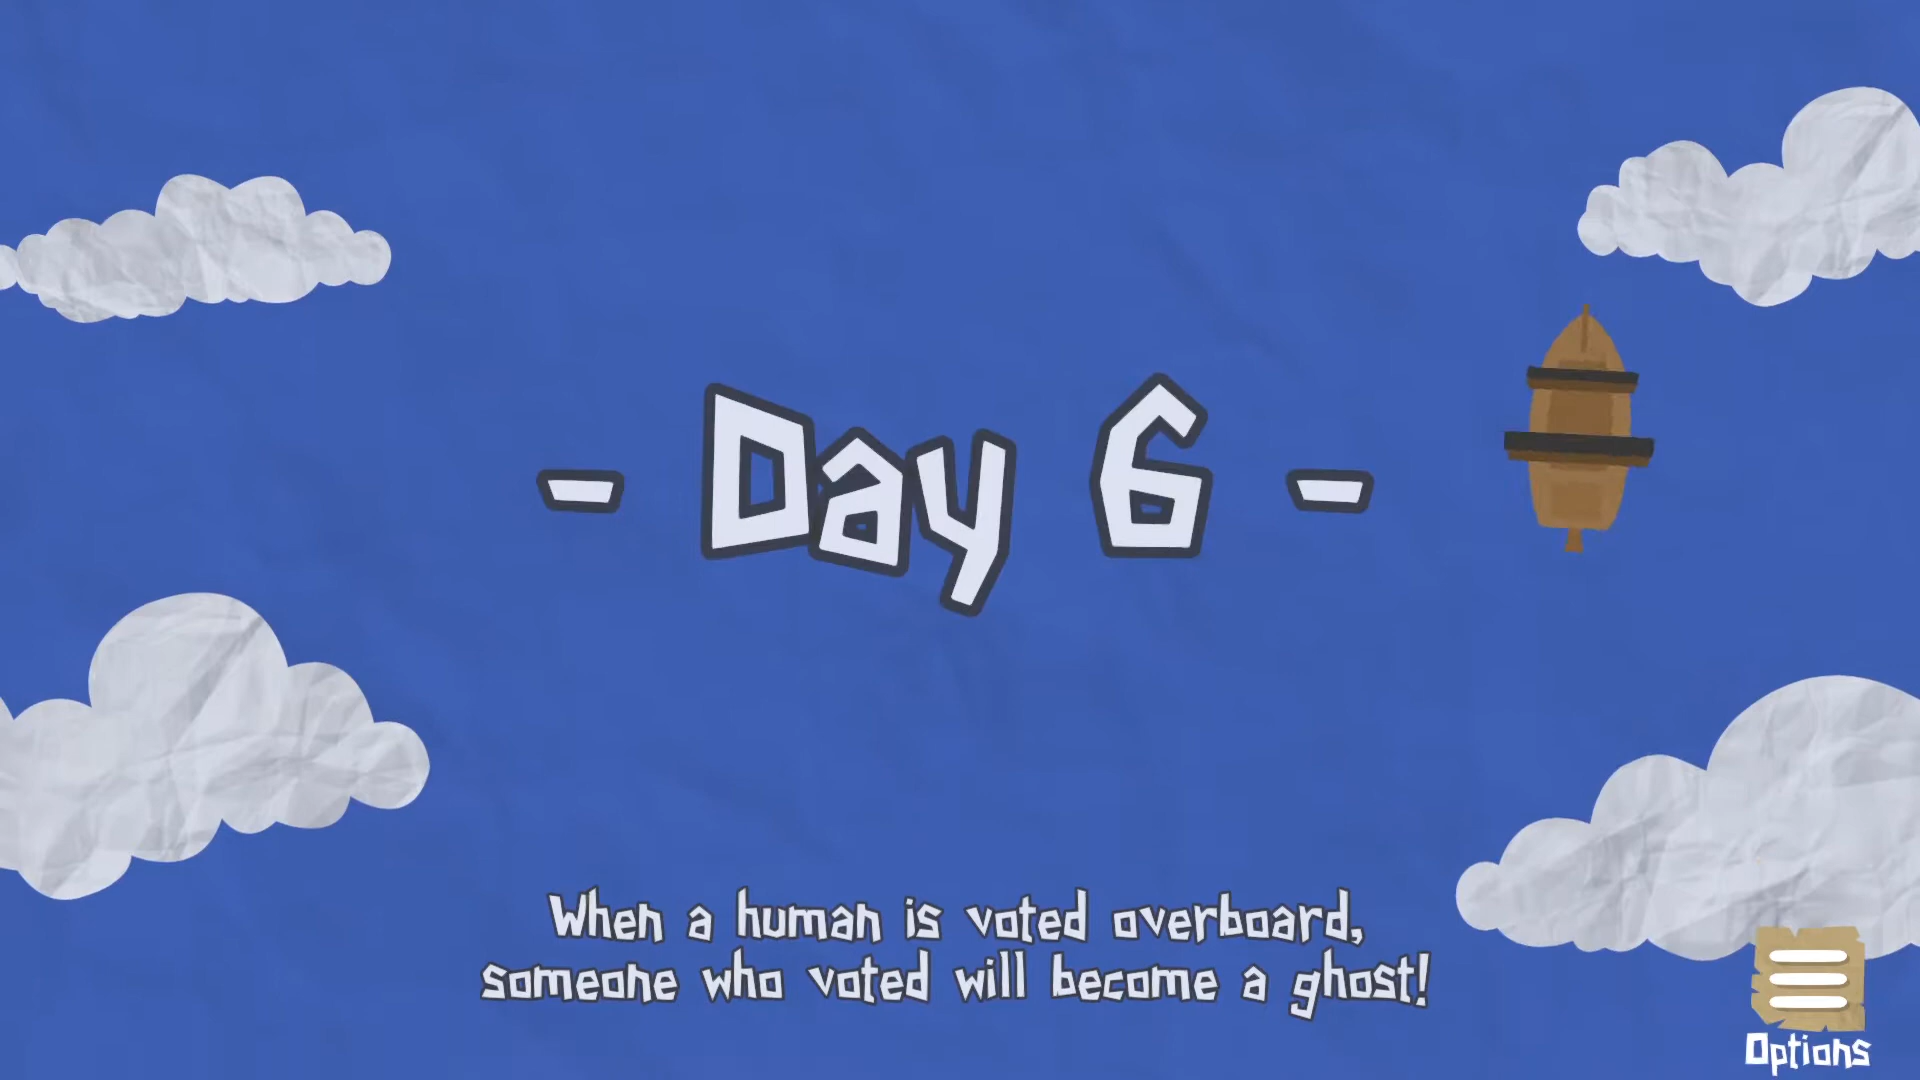 - Day 6 -
When a human is voted overboard,
someone who voted will become a ghost!
Options